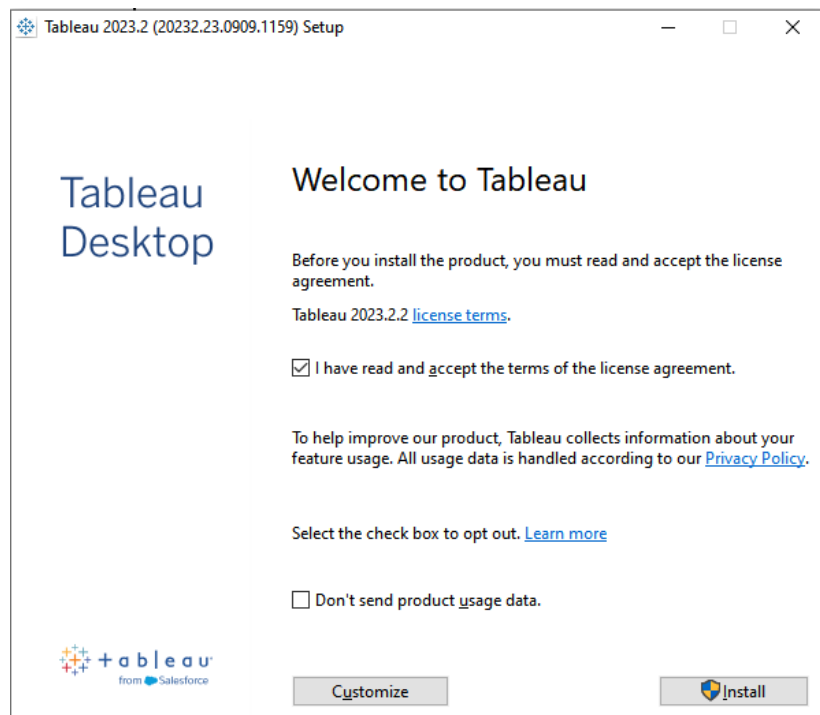 Tableau 2023.2 (20232.23.0909.1159) Setup
Tableau
Desktop
Welcome to Tableau
Before you install the product, you must read and accept the license
agreement.
Tableau 2023.2.2 license terms.
I have read and accept the terms of the license agreement.
To help improve our product, Tableau collects information about your
feature usage. All usage data is handled according to our Privacy Policy.
Select the check box to opt out. Learn more
Don't send product usage data.
+ a b | e a u
from Salesforce
Customize
Install